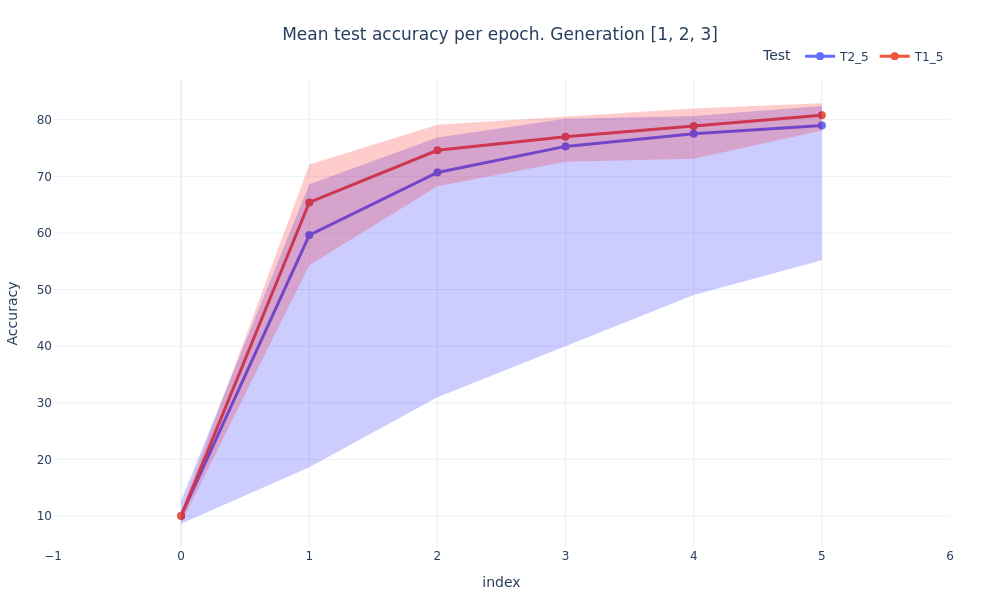 Mean test accuracy per epoch. Generation [1, 2, 3]
Test T2_5 T1_5
80
70
60
50
40
30
20
10
Accuracy
−1 0 1 2 3 4 5 6
index